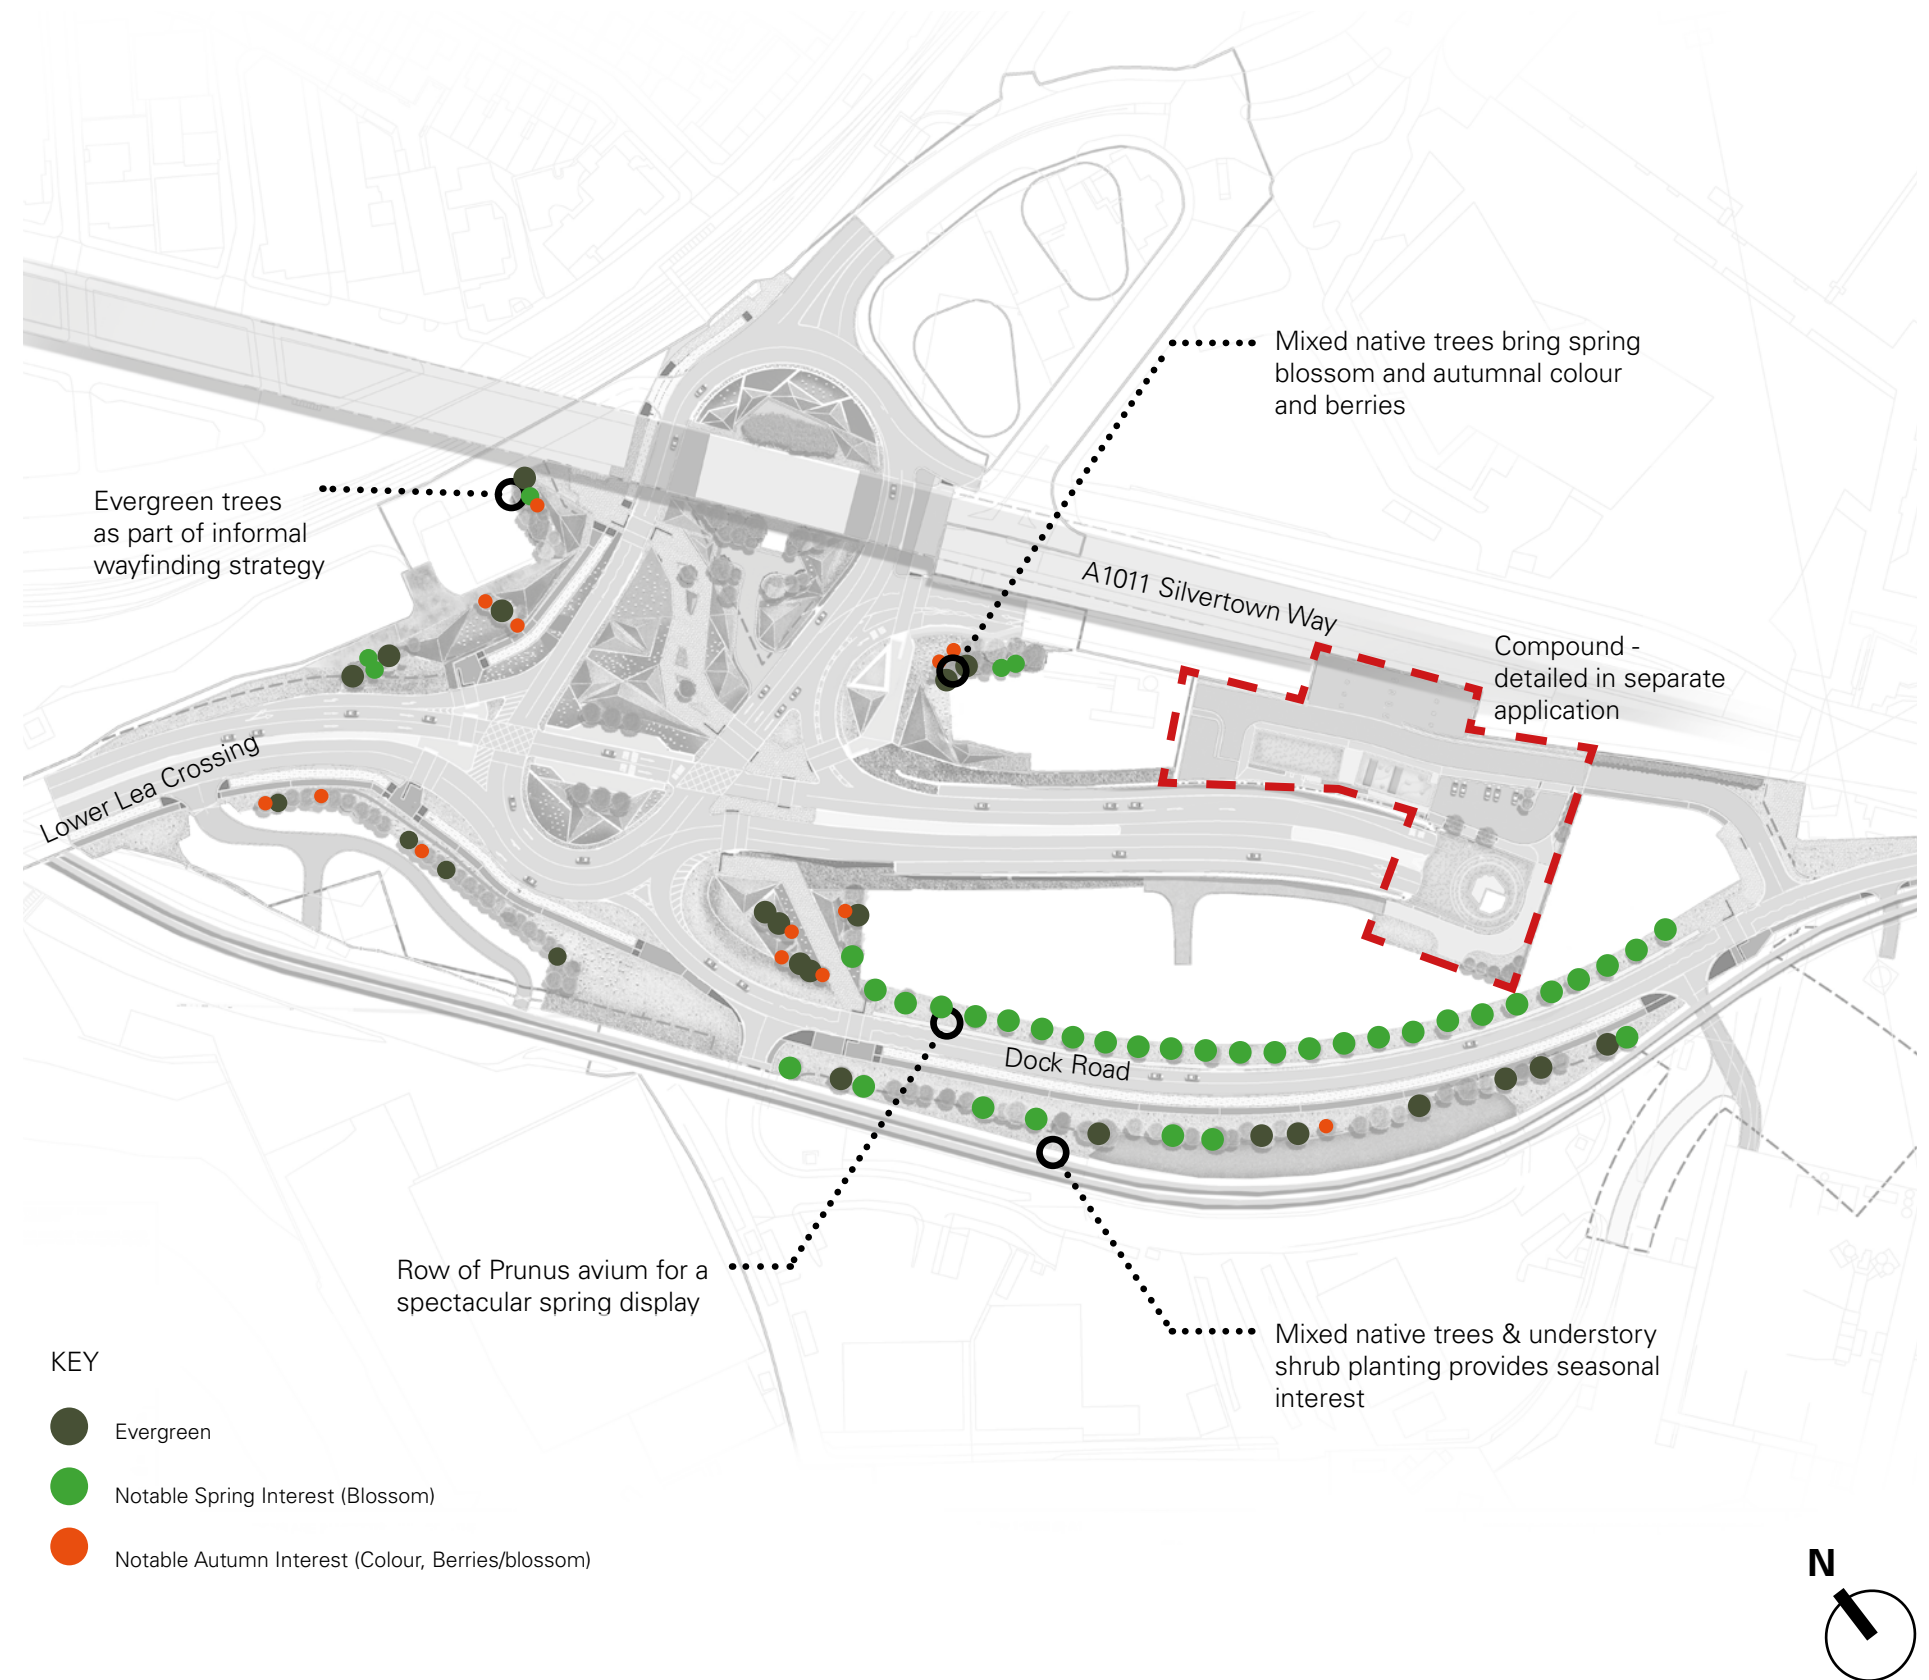 Mixed native trees bring spring
blossom and autumnal colour
and berries
Evergreen trees
as part of informal
wayfinding strategy
A1011 Silvertown Way
Compound -
detailed in separate
application
Lower Lea Crossing
Dock Road
Row of Prunus avium for a
spectacular spring display
Mixed native trees & understory
shrub planting provides seasonal
interest
KEY
Evergreen
Notable Spring Interest (Blossom)
Notable Autumn Interest (Colour, Berries/blossom)
N